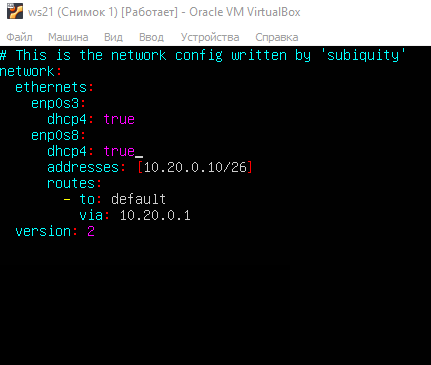 ws21 (Снимок 1) [Работает] - Oracle VM VirtualBox
Файл Машина Вид Ввод Устройства Справка
# This is the network config written by 'subiquity'
network:
  ethernets:
    enp0s3:
      dhcp4: true
    enp0s8:
      dhcp4: true_
      addresses: [10.20.0.10/26]
      routes:
        - to: default
          via: 10.20.0.1
  version: 2